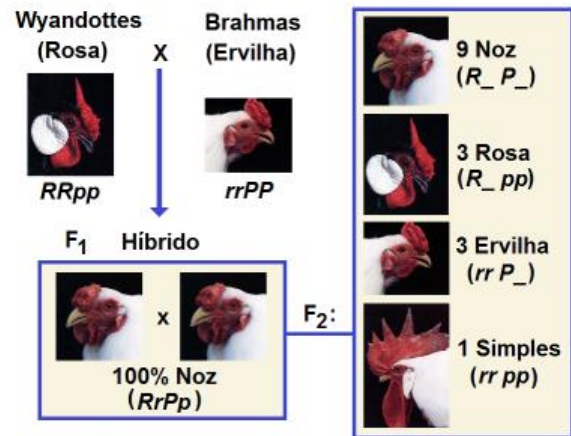 Wyandottes
(Rosa)
X
Brahmas
(Ervilha)
RRpp
rrPP
F₁ Híbrido
x
100% Noz
(RrPp)
F₂:
9 Noz
(R_ P_)
3 Rosa
(R_ pp)
3 Ervilha
(rr P_)
1 Simples
(rr pp)